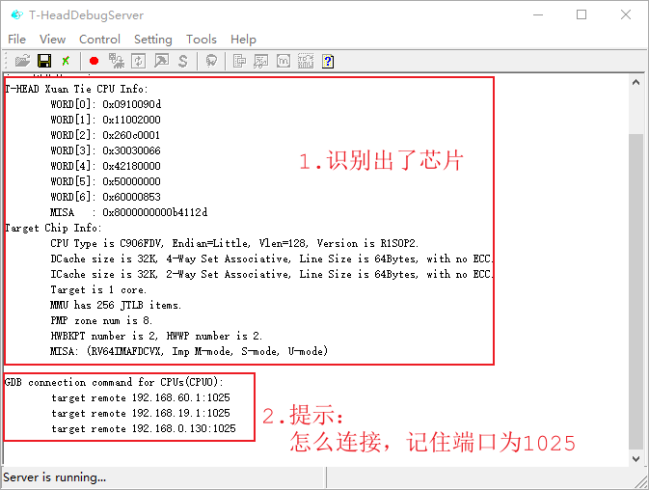 T-HeadDebugServer
File View Control Setting Tools Help
T-HEAD Xuan Tie CPU Info:
WORD[0]: 0x0910090d
WORD[1]: 0x11002000
WORD[2]: 0x260c0001
WORD[3]: 0x30030066
WORD[4]: 0x42180000
WORD[5]: 0x50000000
WORD[6]: 0x60000853
MISA : 0x8000000000b4112d
Target Chip Info:
CPU Type is C906FDV, Endian=Little, Vlen=128, Version is R1S0P2.
DCache size is 32K, 4-Way Set Associative, Line Size is 64Bytes, with no ECC.
ICache size is 32K, 2-Way Set Associative, Line Size is 64Bytes, with no ECC.
Target is 1 core.
MMU has 256 JTLB items.
PMP zone num is 8.
HWBKPT number is 2, HWWP number is 2.
MISA: (RV64IMAFDCVX, Imp M-mode, S-mode, U-mode)
1.识别出了芯片
GDB connection command for CPUs(CPU0):
target remote 192.168.60.1:1025
target remote 192.168.19.1:1025
target remote 192.168.0.130:1025
2.提示：
怎么连接，记住端口为1025
Server is running...